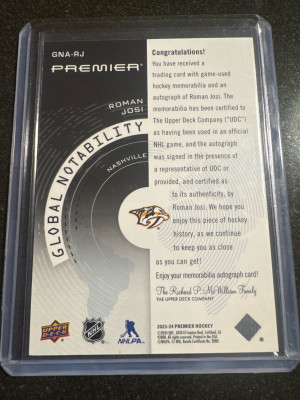 GNA-RJ
PREMIER
ROMAN
JOSI
GLOBAL NOTABILITY
NASHVILLE
Congratulations!
You have received a
trading card with game-used
hockey memorabilia and an
autograph of Roman Josi. The
memorabilia has been certified to
The Upper Deck Company ("UDC")
as having been used in an official
NHL game, and the autograph
was signed in the presence of
a representative of UDC or
provided, and certified as
to its authenticity, by
Roman Josi. We hope you
enjoy this piece of hockey
history, as we continue
to keep you as close
as you can get!
Enjoy your memorabilia autograph card!
The Richard P. McWilliam Family
THE UPPER DECK COMPANY
UPPER
DECK
NHL
NHLPA
2023-24 PREMIER HOCKEY